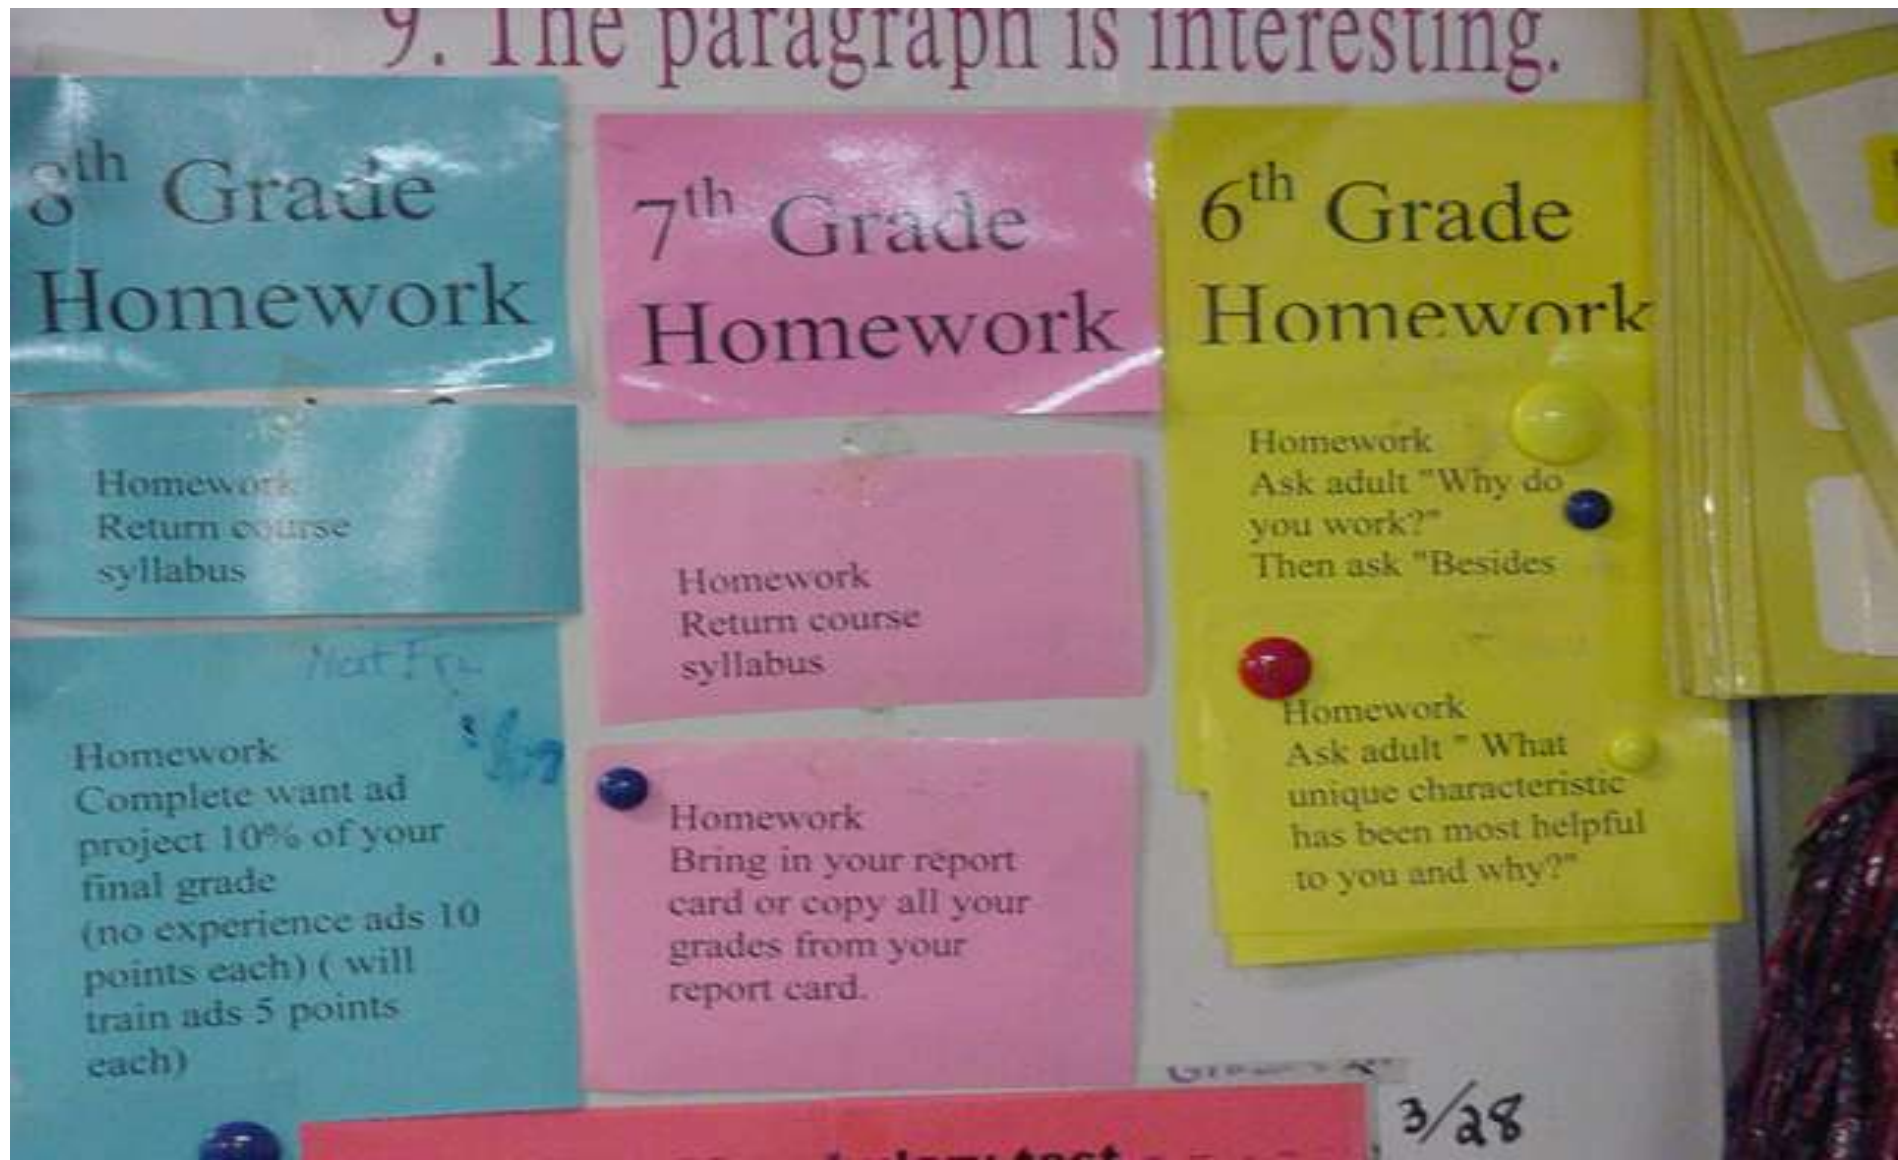 9. The paragraph is interesting.
8th Grade
Homework
Homework
Return course
syllabus
Homework
Complete want ad
project 10% of your
final grade
(no experience ads 10
points each) ( will
train ads 5 points
each)
7th Grade
Homework
Homework
Return course
syllabus
Homework
Bring in your report
card or copy all your
grades from your
report card.
6th Grade
Homework
Homework
Ask adult "Why do
you work?"
Then ask "Besides
Homework
Ask adult " What
unique characteristic
has been most helpful
to you and why?"
3/28
test